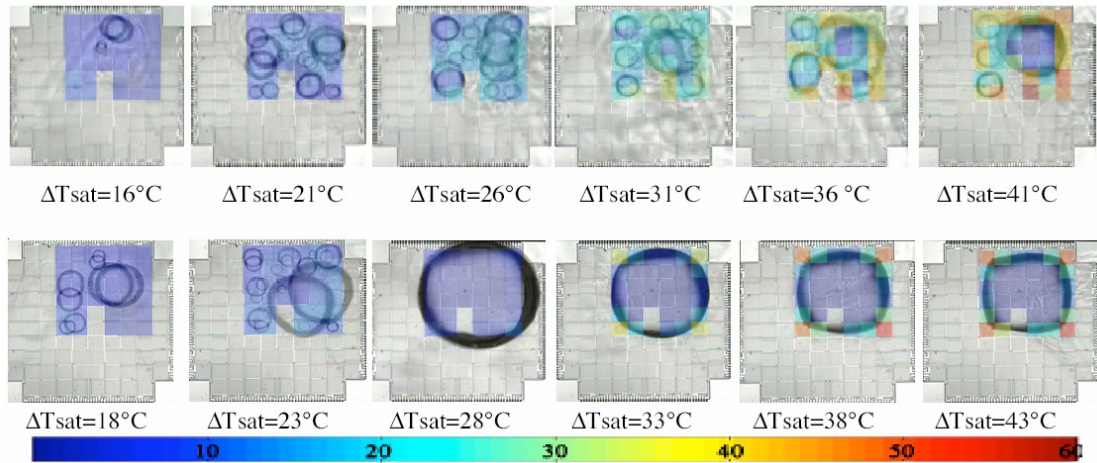 ΔTsat=16°C ΔTsat=21°C ΔTsat=26°C ΔTsat=31°C ΔTsat=36 °C ΔTsat=41°C
ΔTsat=18°C ΔTsat=23°C ΔTsat=28°C ΔTsat=33°C ΔTsat=38°C ΔTsat=43°C
10 20 30 40 50 60